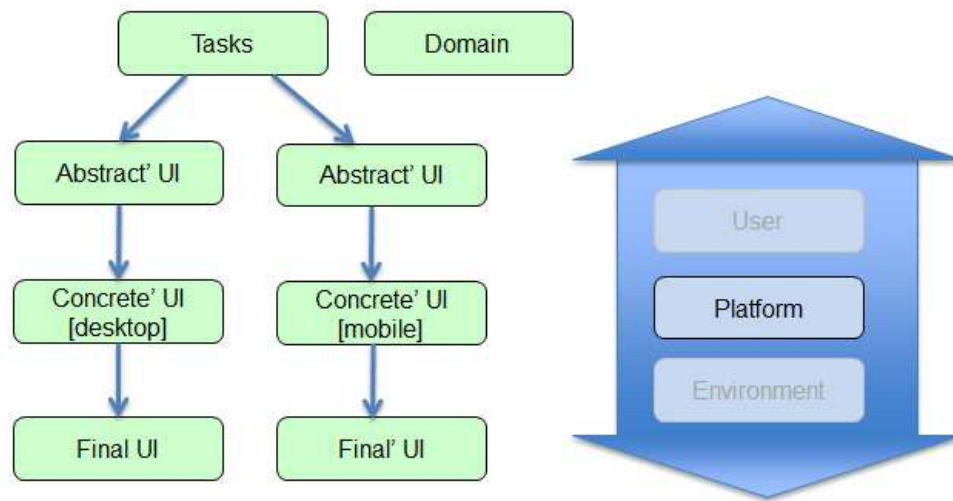 Tasks
Domain
Abstract’ UI
Abstract’ UI
User
Concrete’ UI
[desktop]
Concrete’ UI
[mobile]
Platform
Environment
Final UI
Final’ UI